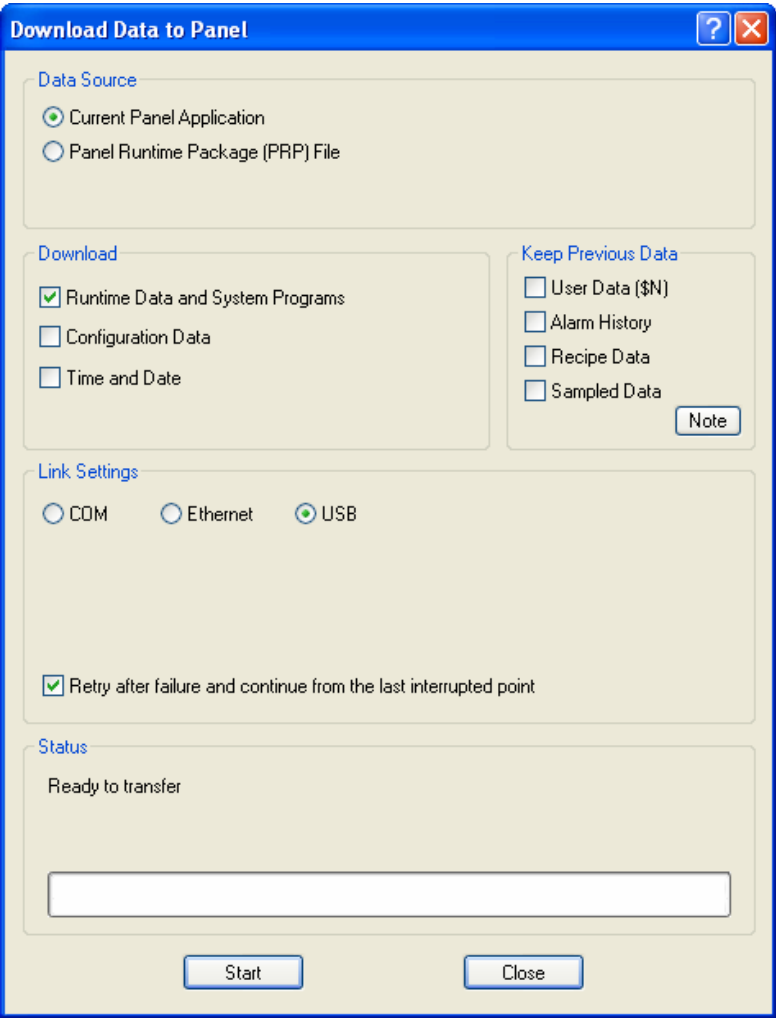 Download Data to Panel
Data Source
Current Panel Application
Panel Runtime Package (PRP) File
Download
Runtime Data and System Programs
Configuration Data
Time and Date
Keep Previous Data
User Data ($N)
Alarm History
Recipe Data
Sampled Data
Note
Link Settings
COM Ethernet USB
Retry after failure and continue from the last interrupted point
Status
Ready to transfer
Start Close